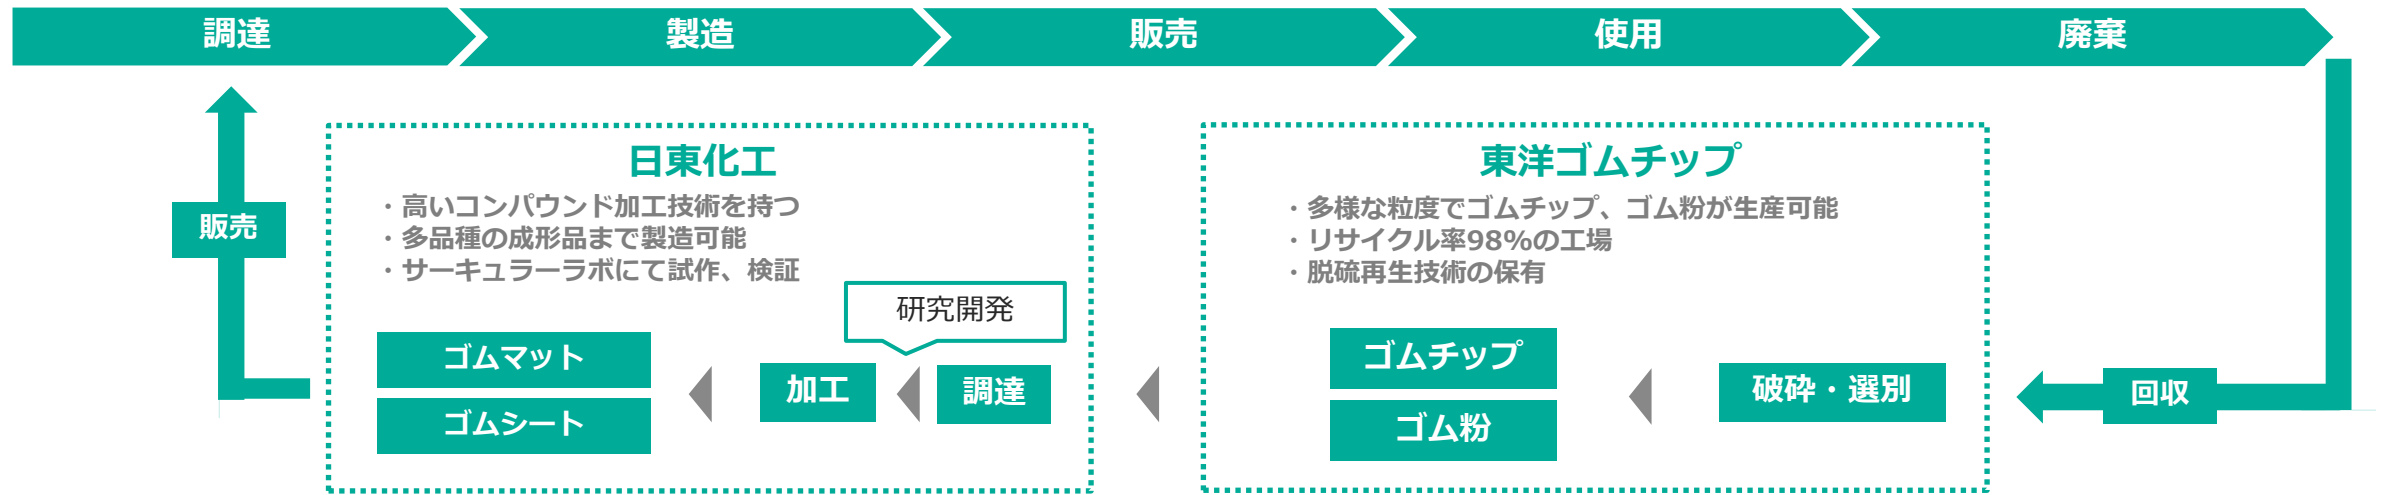 調達
製造
販売
使用
廃棄
販売
日東化工
・高いコンパウンド加工技術を持つ
・多品種の成形品まで製造可能
・サーキュラーラボにて試作、検証
研究開発
ゴムマット
ゴムシート
加工
調達
東洋ゴムチップ
・多様な粒度でゴムチップ、ゴム粉が生産可能
・リサイクル率98%の工場
・脱硫再生技術の保有
ゴムチップ
ゴム粉
破砕・選別
回収